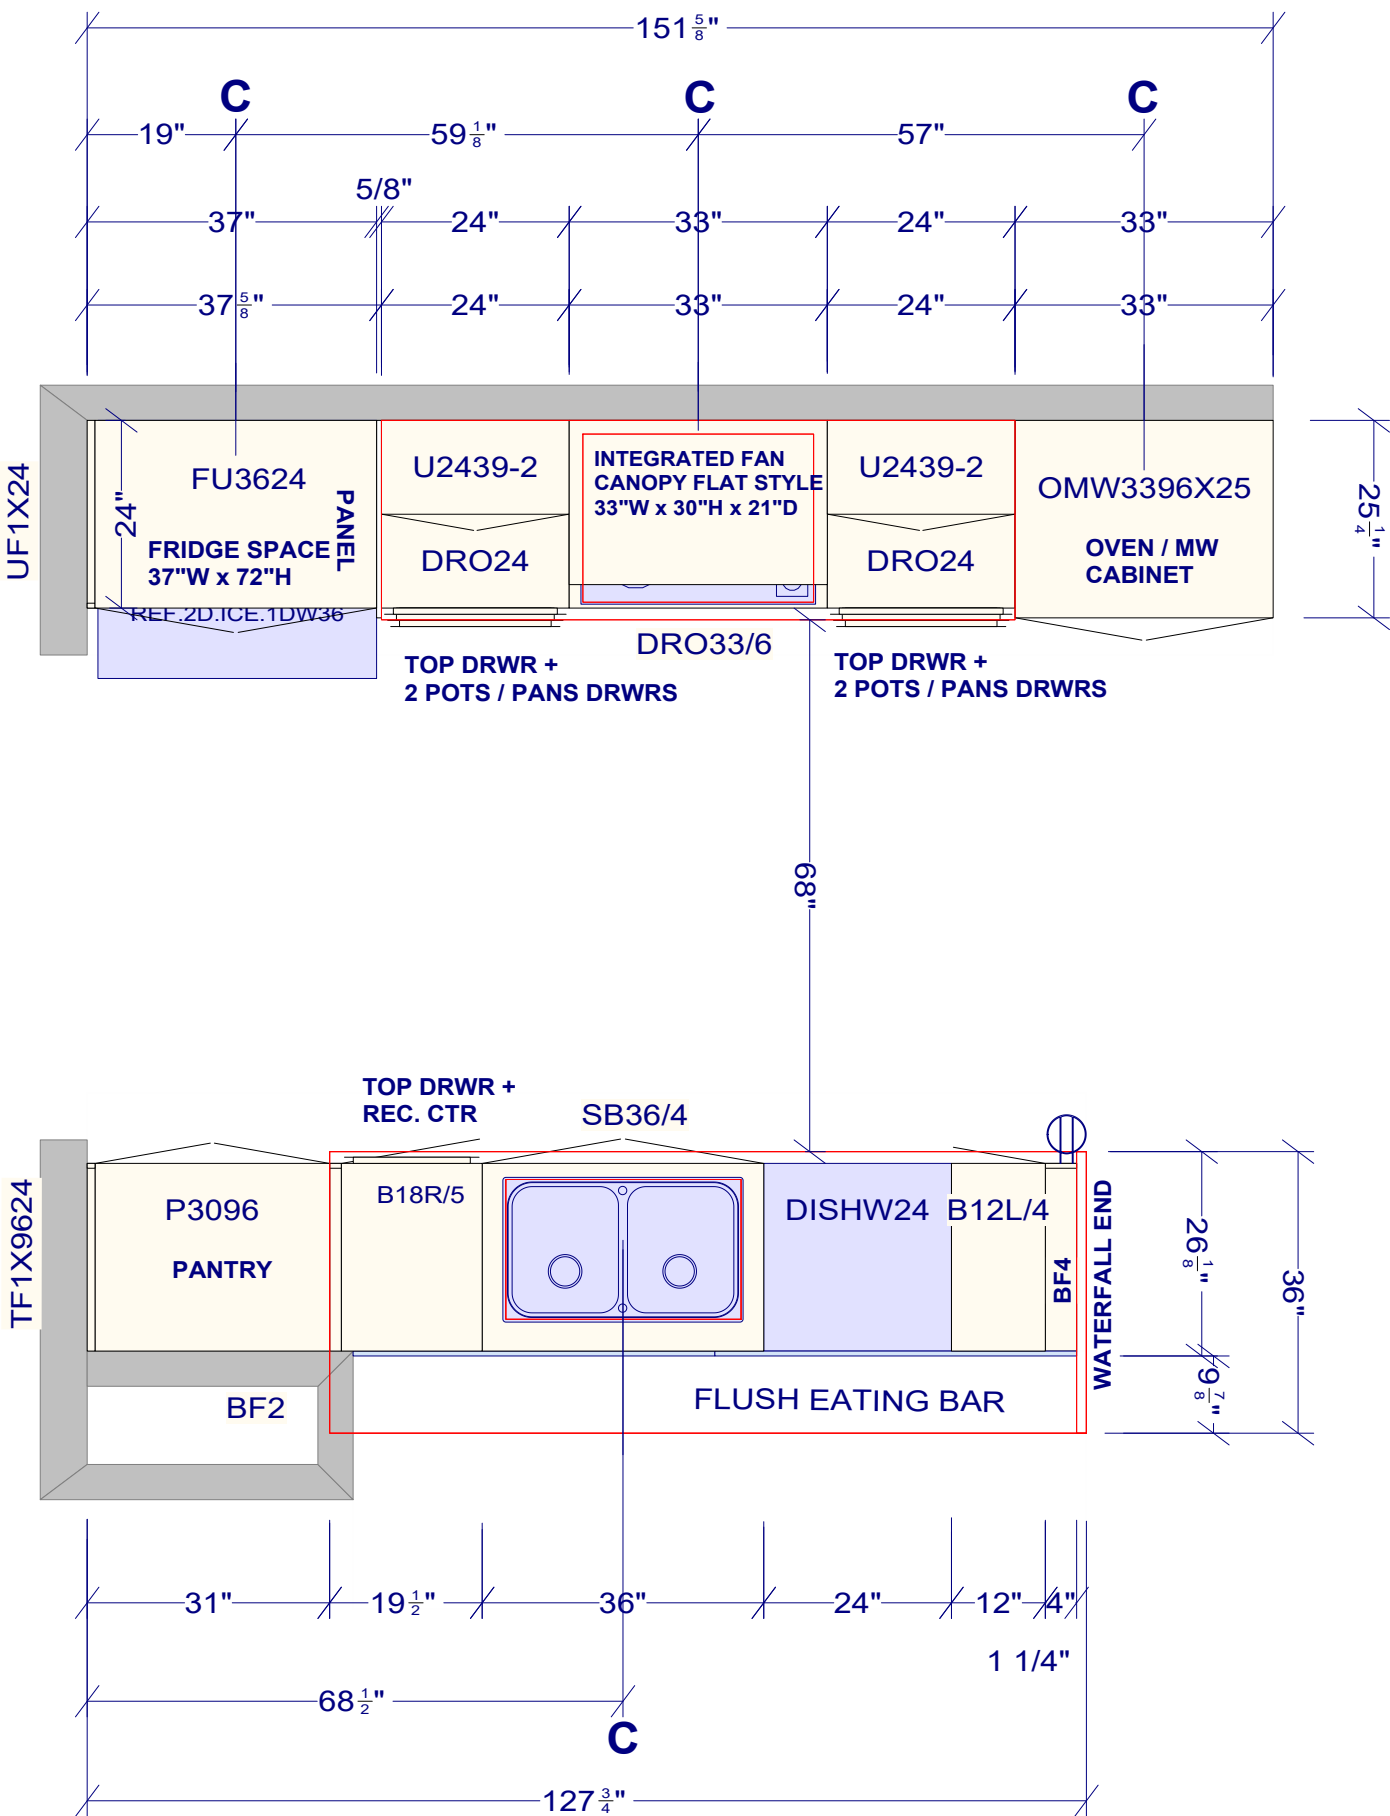 151 5/8"
C C C
19" 59 1/8" 57"
5/8"
37" 24" 33" 24" 33"
37 5/8" 24" 33" 24" 33"
UF1X24
24"
FU3624
PANEL
FRIDGE SPACE
37"W x 72"H
REF.2D.ICE.1DW36
U2439-2
DRO24
INTEGRATED FAN
CANOPY FLAT STYLE
33"W x 30"H x 21"D
U2439-2
DRO24
OMW3396X25
OVEN / MW
CABINET
25 1/4"
DRO33/6
TOP DRWR +
2 POTS / PANS DRWRS
TOP DRWR +
2 POTS / PANS DRWRS
68"
TOP DRWR +
REC. CTR
SB36/4
TF1X9624
P3096
PANTRY
B18R/5
DISHW24
B12L/4
BF4
WATERFALL END
26 1/8"
36"
9 7/8"
BF2
FLUSH EATING BAR
31" 19 1/2" 36" 24" 12" 4"
1 1/4"
68 1/2"
C
127 3/4"